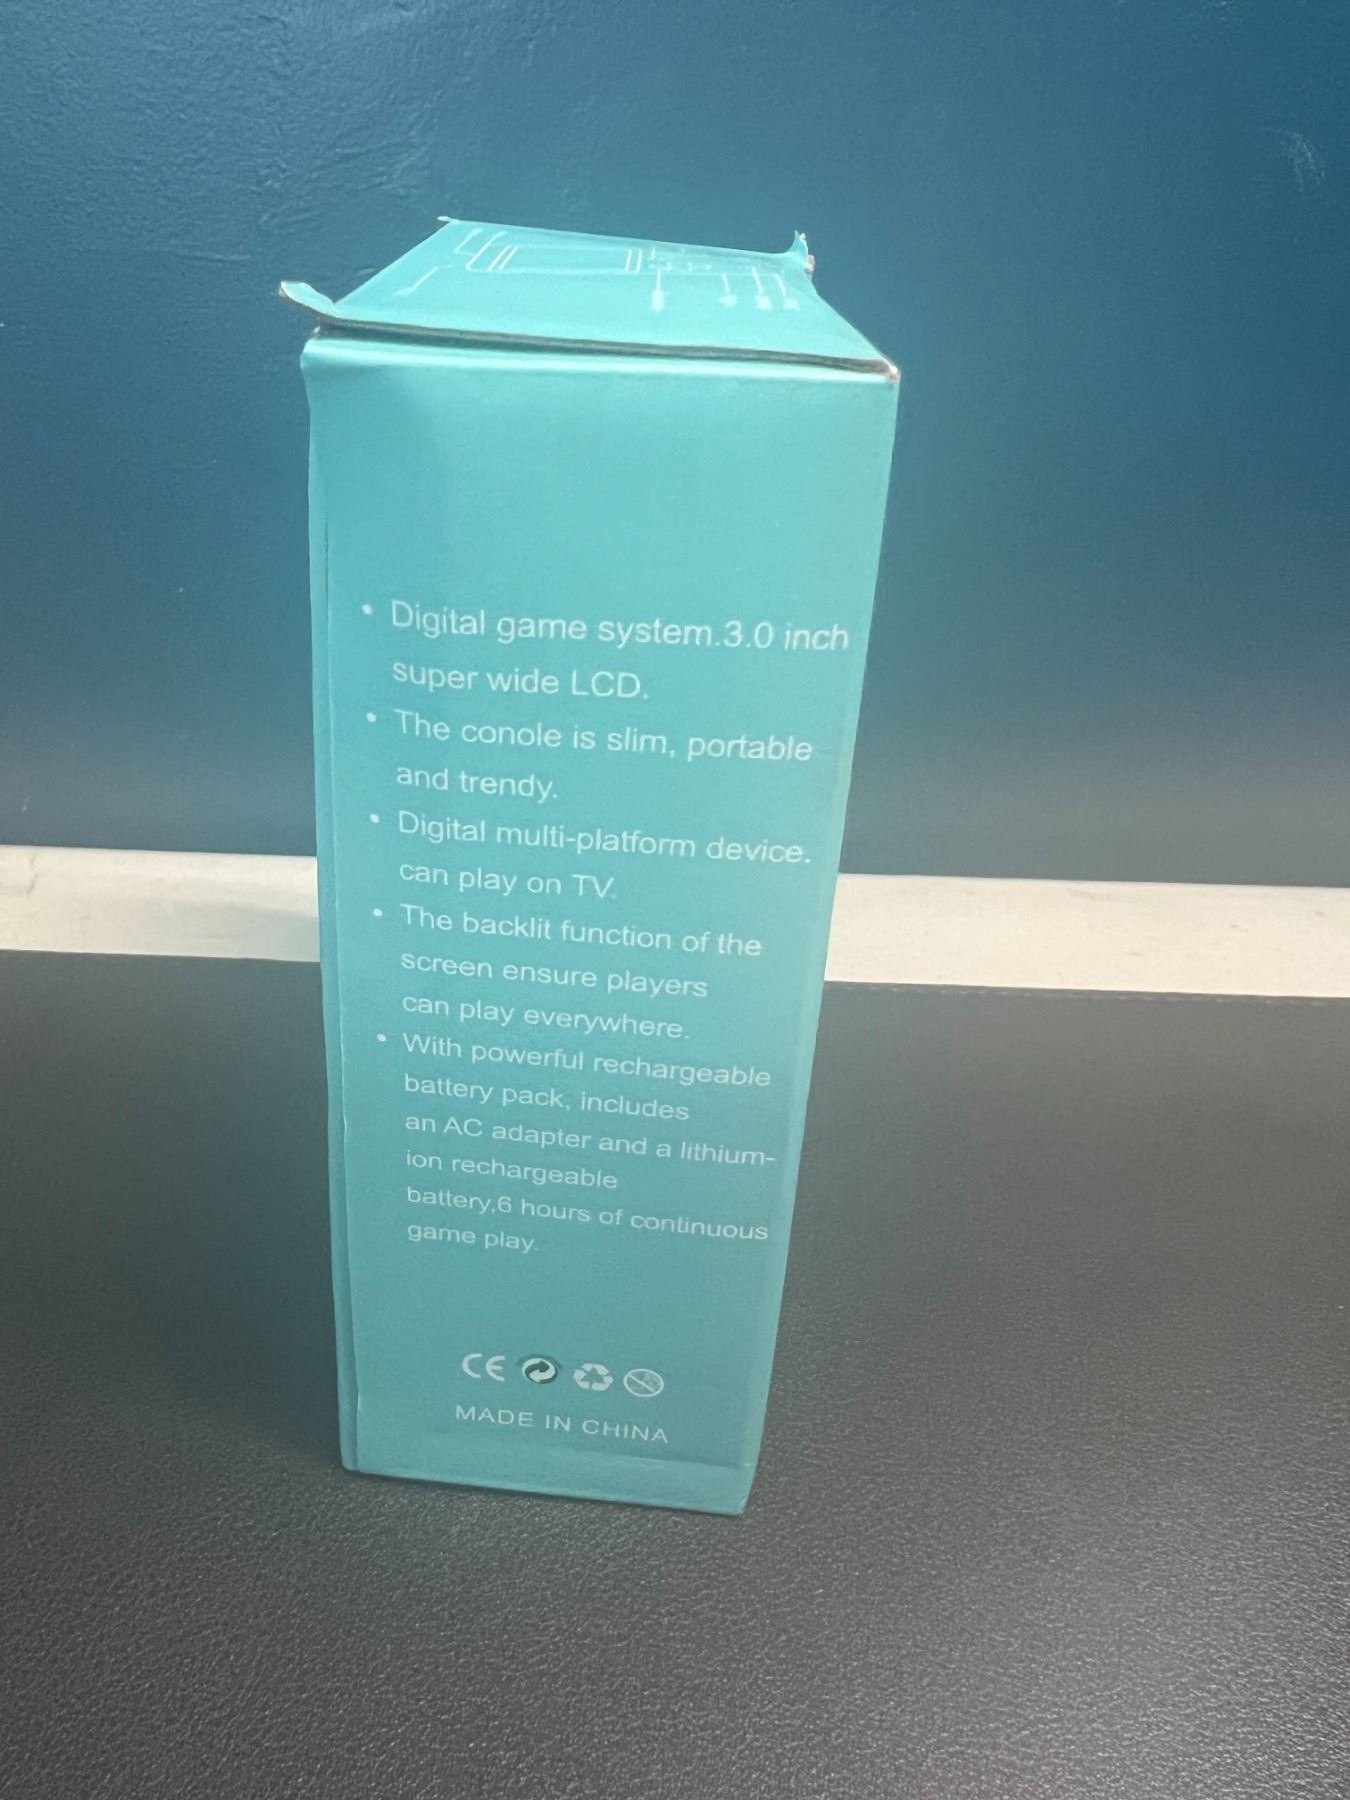 • Digital game system.3.0 inch
super wide LCD.
• The conole is slim, portable
and trendy.
• Digital multi-platform device.
can play on TV.
• The backlit function of the
screen ensure players
can play everywhere.
• With powerful rechargeable
battery pack, includes
an AC adapter and a lithium-
ion rechargeable
battery,6 hours of continuous
game play.
CE
MADE IN CHINA